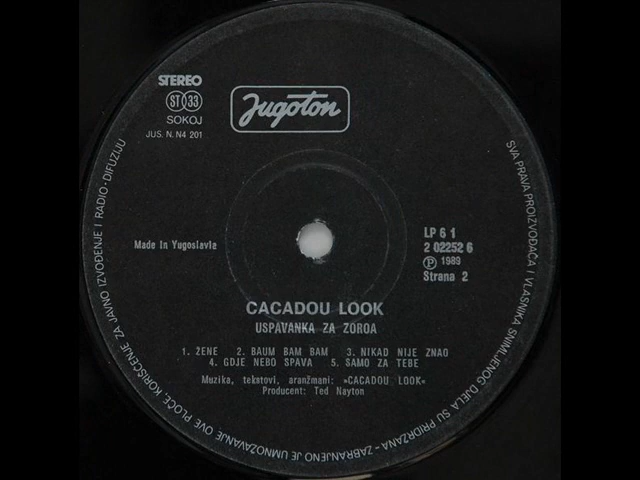 STEREO
ST 33
SOKOJ
JUS. N. N4 201
Jugoton
Made in Yugoslavia
LP 6 1
2 02252 6
P 1989
Strana 2
CACADOU LOOK
USPAVANKA ZA ZOROA
1. ŽENE 2. BAUM BAM BAM 3. NIKAD NIJE ZNAO
4. GDJE NEBO SPAVA 5. SAMO ZA TEBE
Muzika, tekstovi, aranžmani: »CACADOU LOOK«
Producent: Ted Nayton
SVA PRAVA PROIZVOĐAČA I VLASNIKA SNIMLJENOG DJELA SU PRIDRŽANA - ZABRANJENO JE UMNOŽAVANJE OVE PLOČE, KORIŠĆENJE ZA JAVNO IZVOĐENJE I RADIO-DIFUZIJU